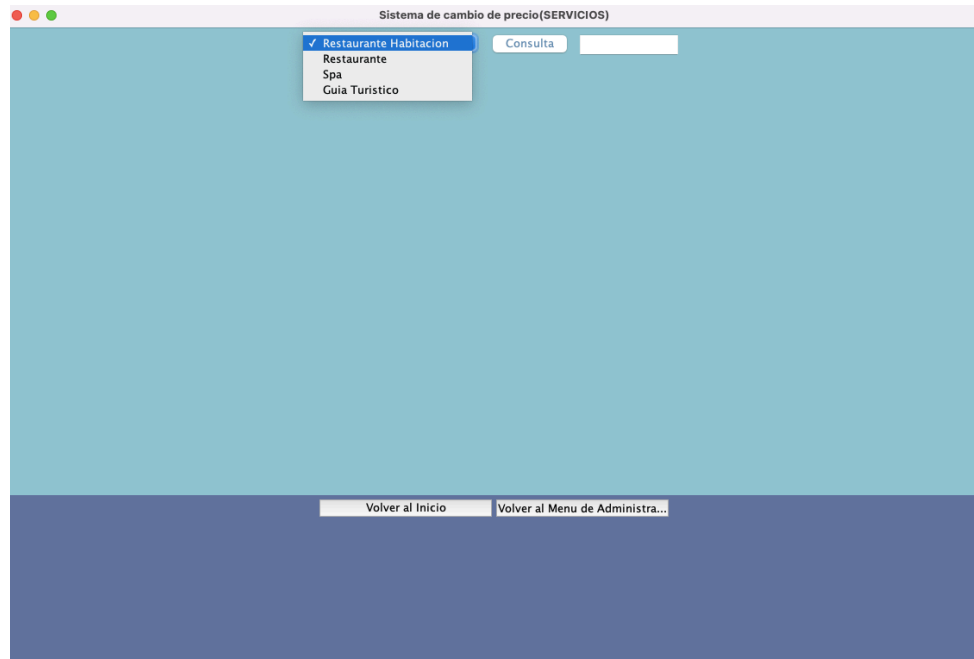 Sistema de cambio de precio(SERVICIOS)
✓ Restaurante Habitacion
Consulta
Restaurante
Spa
Guia Turistico
Volver al Inicio
Volver al Menu de Administra...